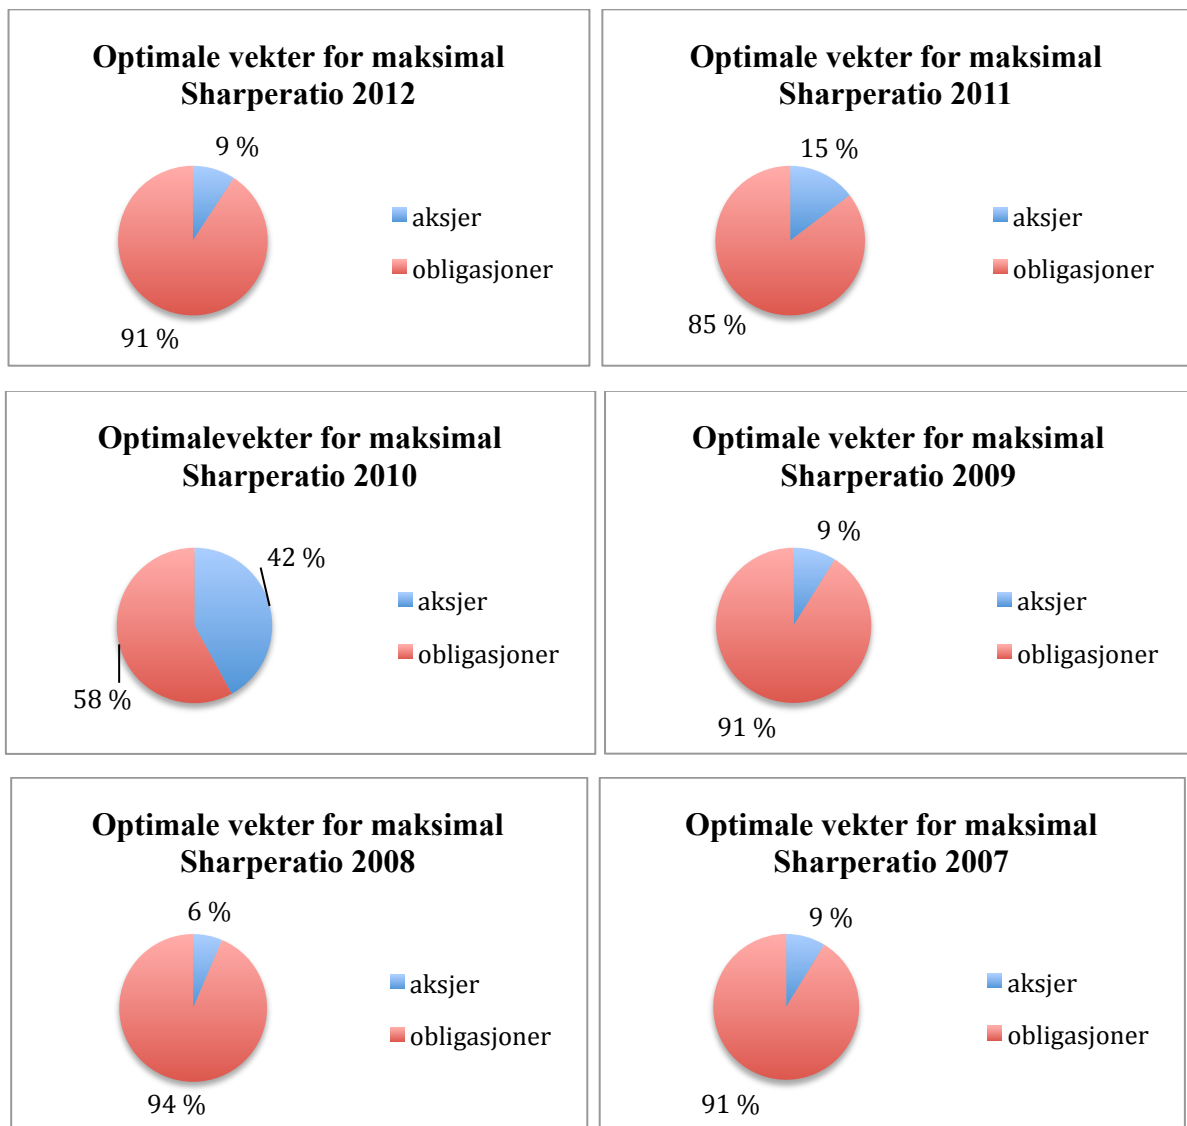 Optimale vekter for maksimal
Sharperatio 2012
9 %
aksjer
obligasjoner
91 %
Optimale vekter for maksimal
Sharperatio 2011
15 %
aksjer
obligasjoner
85 %
Optimalevekter for maksimal
Sharperatio 2010
42 %
aksjer
obligasjoner
58 %
Optimale vekter for maksimal
Sharperatio 2009
9 %
aksjer
obligasjoner
91 %
Optimale vekter for maksimal
Sharperatio 2008
6 %
aksjer
obligasjoner
94 %
Optimale vekter for maksimal
Sharperatio 2007
9 %
aksjer
obligasjoner
91 %